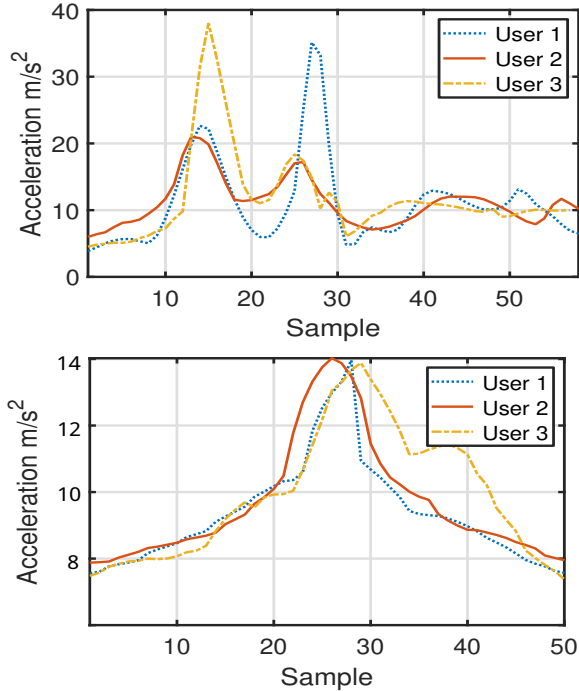 40
30
20
10
0
Acceleration m/s²
User 1
User 2
User 3
10 20 30 40 50
Sample
14
12
10
8
Acceleration m/s²
User 1
User 2
User 3
10 20 30 40 50
Sample